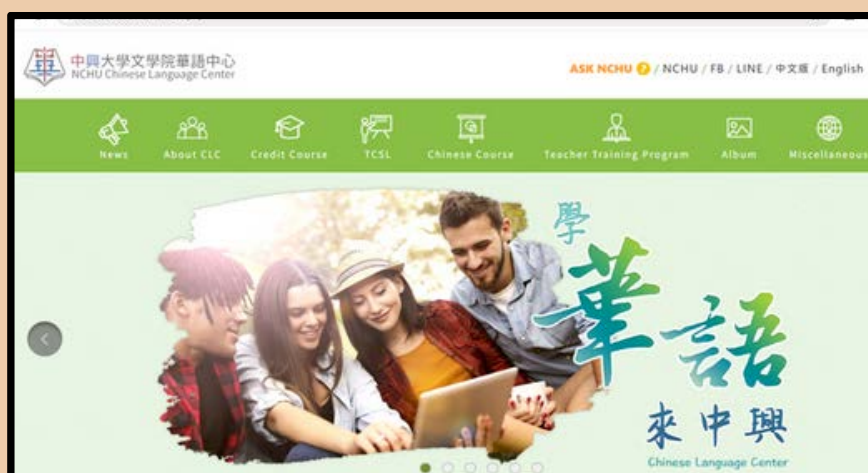 中興大學文學院華語中心
NCHU Chinese Language Center
ASK NCHU ? / NCHU / FB / LINE / 中文版 / English
News About CLC Credit Course TCSL Chinese Course Teacher Training Program Album Miscellaneous
學
華語
來中興
Chinese Language Center